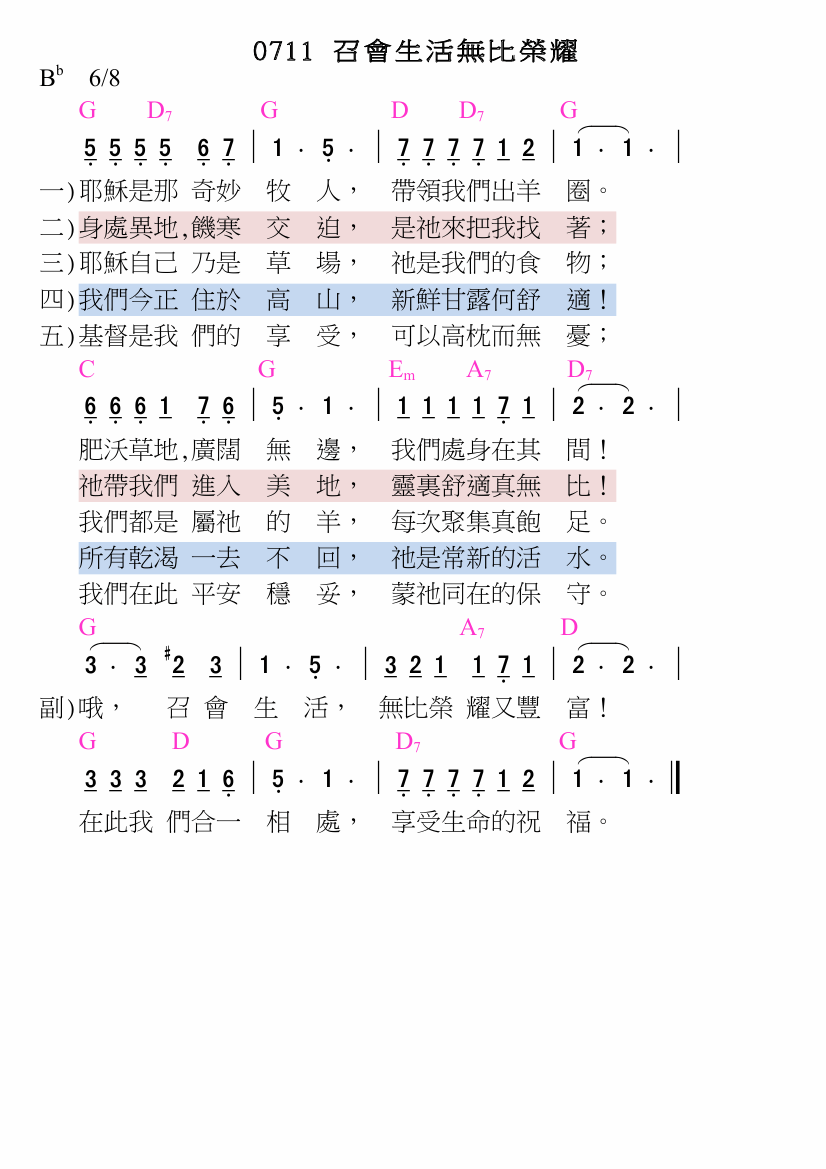 0711 召會生活無比榮耀
Bb 6/8
G D7 G D D7 G
5 5 5 5 6 7 | 1 · 5 · | 7 7 7 7 1 2 | 1 · 1 · |
一)耶穌是那 奇妙 牧 人， 帶領我們出羊 圈。
二)身處異地,饑寒 交 迫， 是祂來把我找 著；
三)耶穌自己 乃是 草 場， 祂是我們的食 物；
四)我們今正 住於 高 山， 新鮮甘露何舒 適！
五)基督是我 們的 享 受， 可以高枕而無 憂；
C G Em A7 D7
6 6 6 1 7 6 | 5 · 1 · | 1 1 1 1 7 1 | 2 · 2 · |
肥沃草地,廣闊 無 邊， 我們處身在其 間！
祂帶我們 進入 美 地， 靈裏舒適真無 比！
我們都是 屬祂 的 羊， 每次聚集真飽 足。
所有乾渴 一去 不 回， 祂是常新的活 水。
我們在此 平安 穩 妥， 蒙祂同在的保 守。
G A7 D
3 · 3 #2 3 | 1 · 5 · | 3 2 1 1 7 1 | 2 · 2 · |
副)哦， 召 會 生 活， 無比榮 耀又豐 富！
G D G D7 G
3 3 3 2 1 6 | 5 · 1 · | 7 7 7 7 1 2 | 1 · 1 · ‖
在此我 們合一 相 處， 享受生命的祝 福。